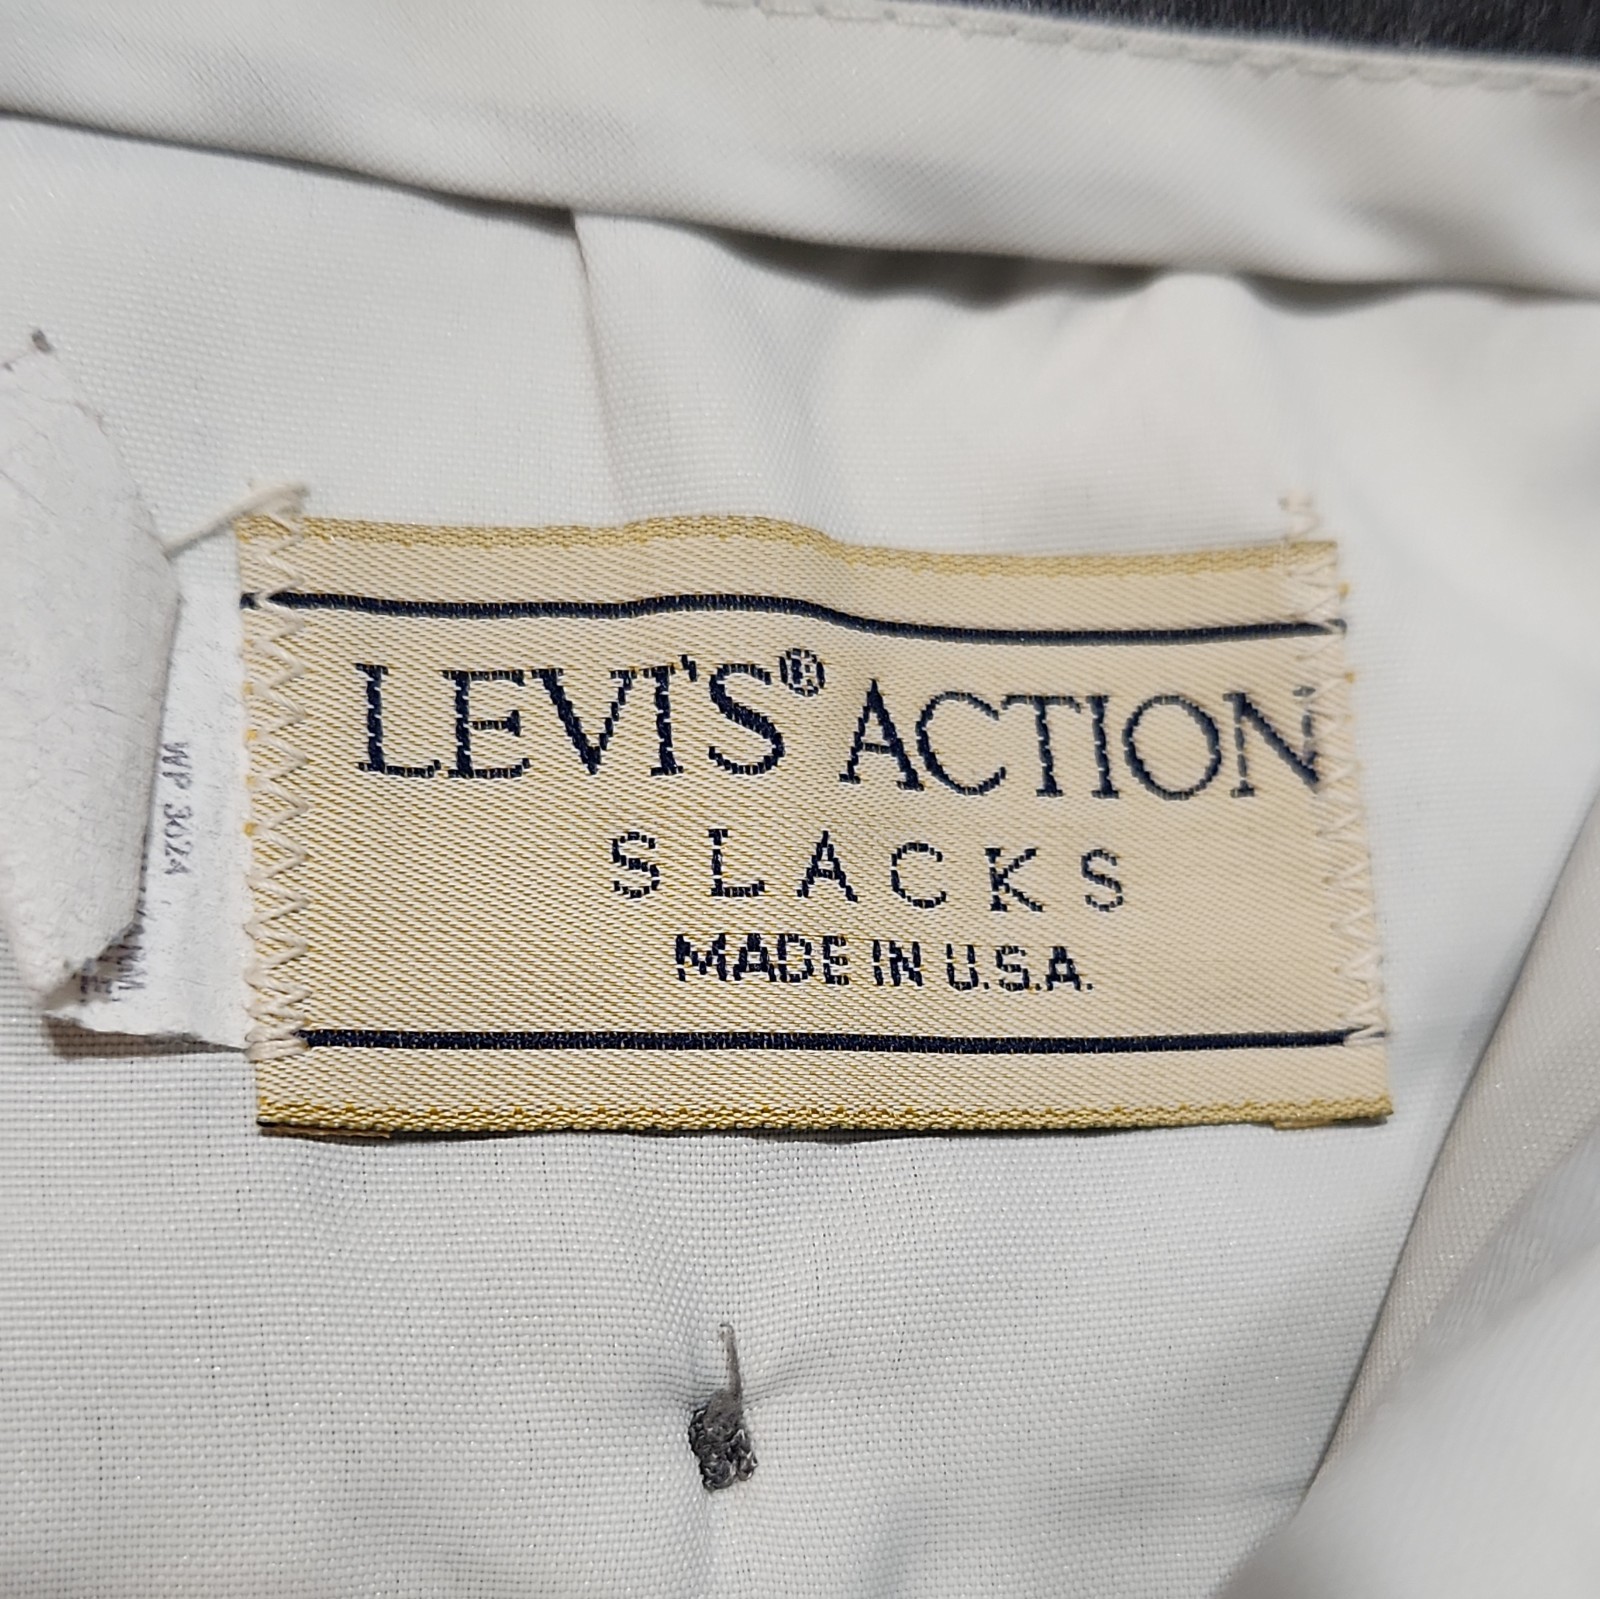 LEVI'S® ACTION
SLACKS
MADE IN U.S.A.
WP 3024